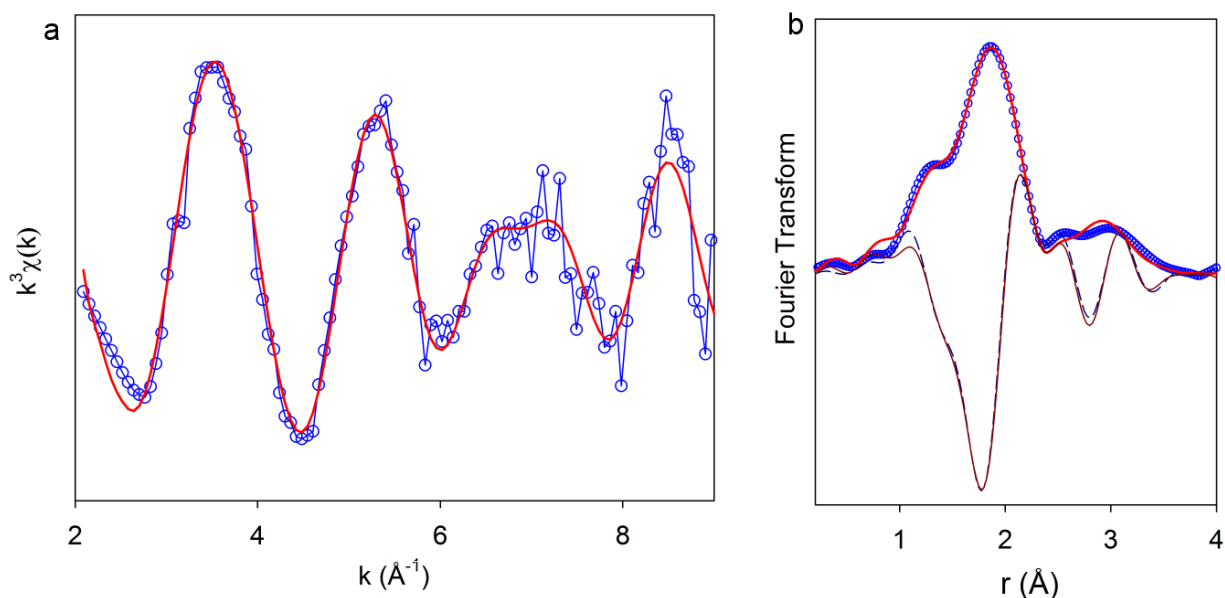 a
k³χ(k)
2 4 6 8
k (Å⁻¹)
b
Fourier Transform
1 2 3 4
r (Å)